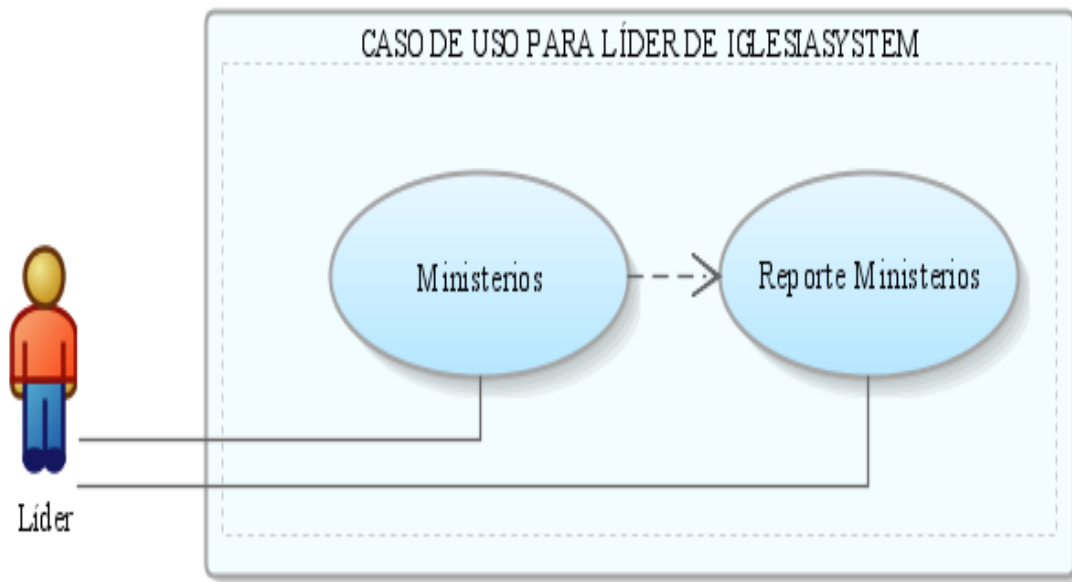 CASO DE USO PARA LÍDER DE IGLESIASYSTEM
Ministerios
Reporte Ministerios
Líder